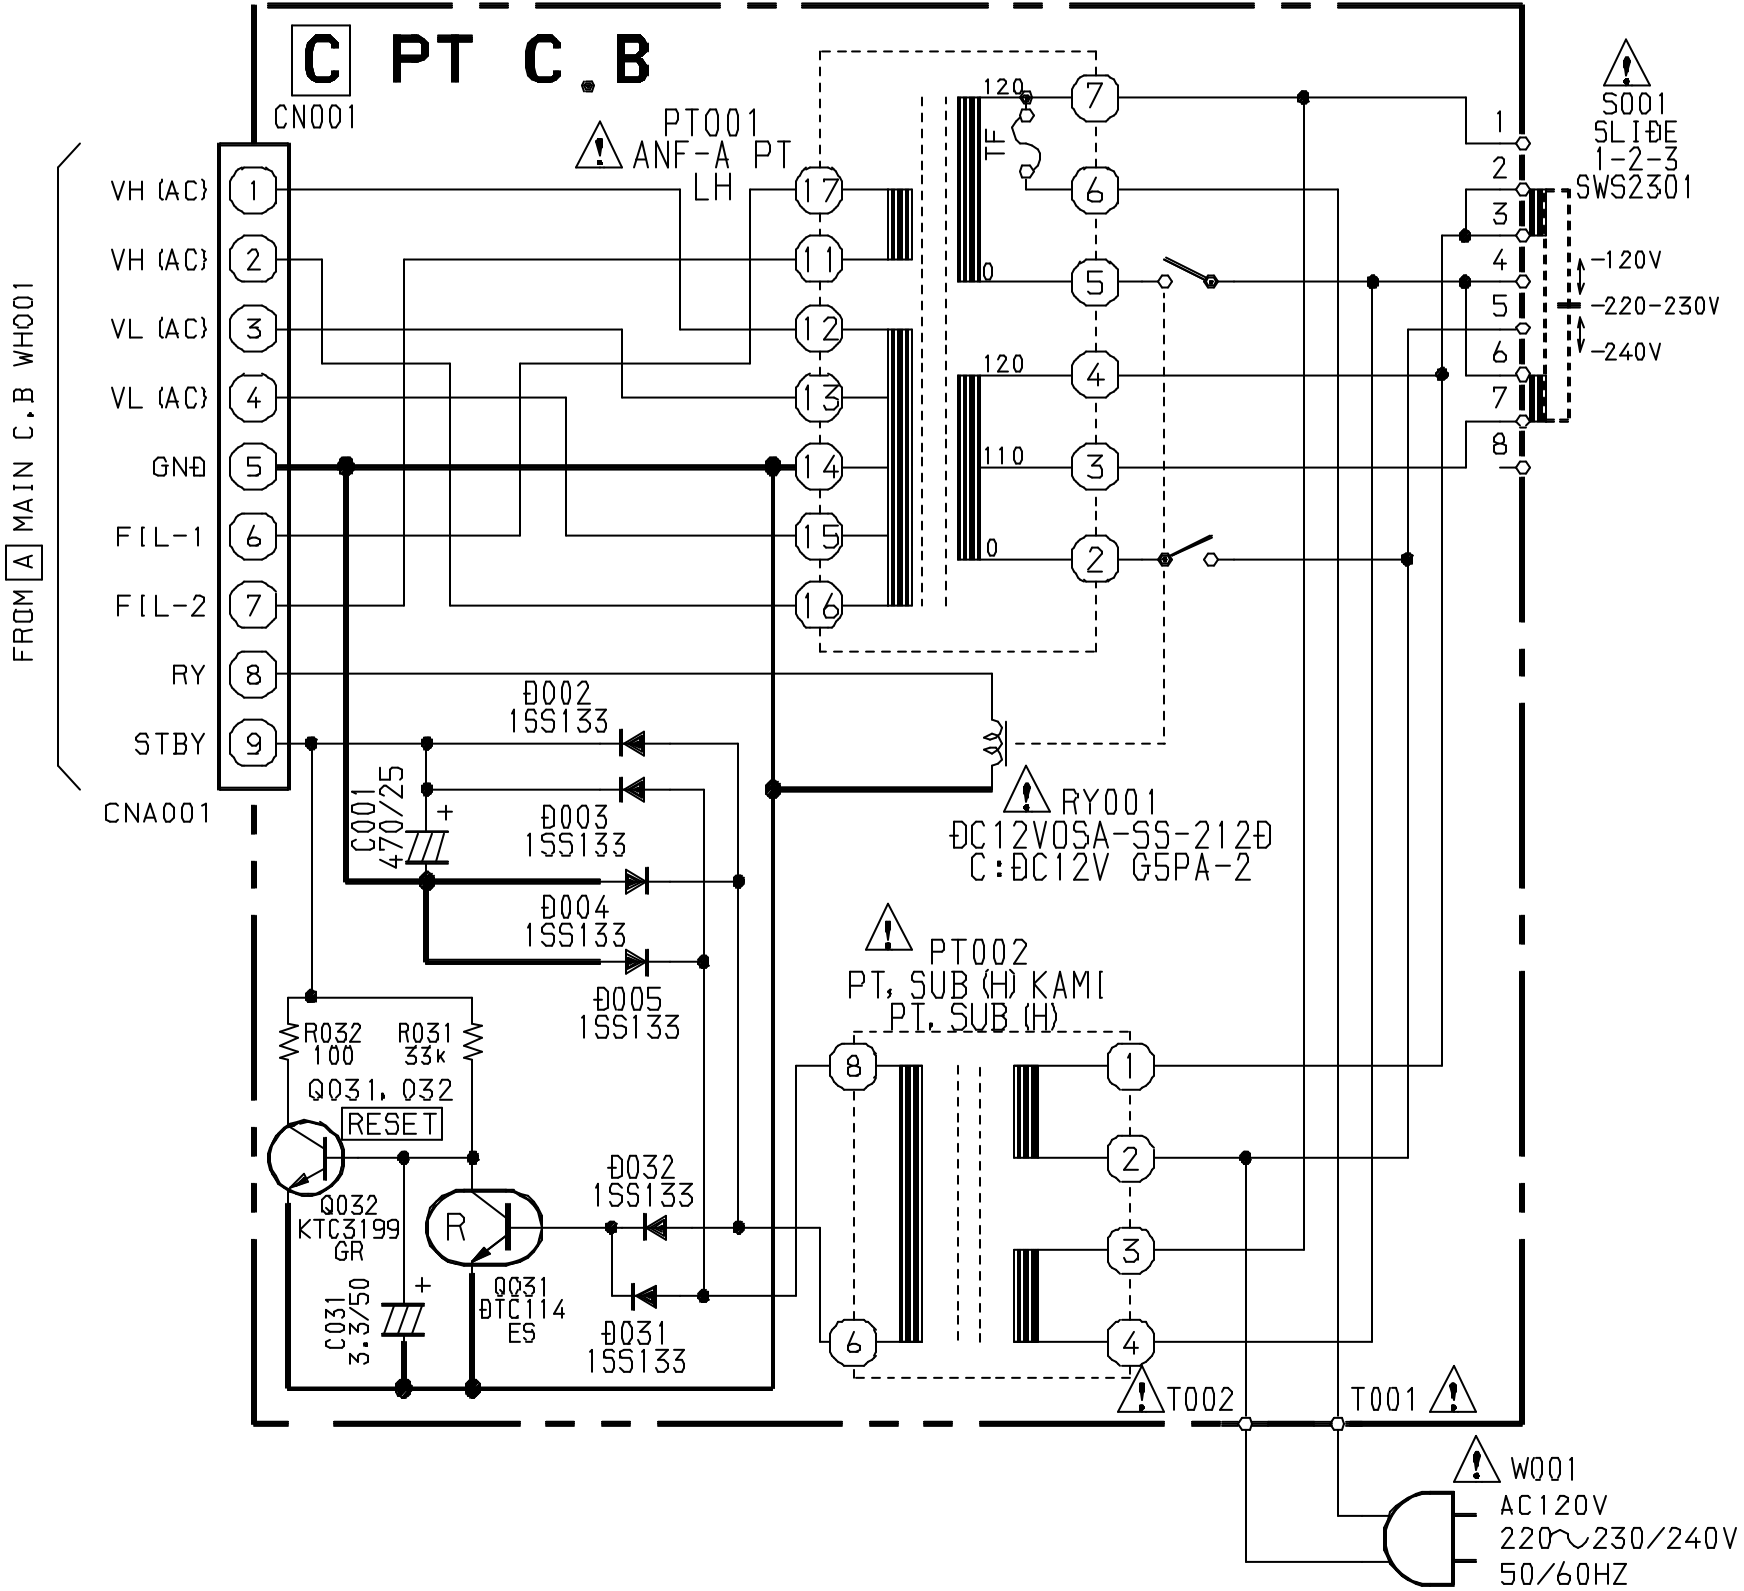 C PT C.B
CN001
PT001
ANF-A PT
LH
S001
SLIDE
1-2-3
SWS2301
-120V
-220-230V
-240V
1
2
3
4
5
6
7
8
120
TF
0
120
110
0
7
6
5
4
3
2
17
11
12
13
14
15
16
FROM A MAIN C.B WH001
VH (AC) 1
VH (AC) 2
VL (AC) 3
VL (AC) 4
GND 5
FIL-1 6
FIL-2 7
RY 8
STBY 9
CNA001
D002
1SS133
D003
1SS133
C001
470/25
+
D004
1SS133
D005
1SS133
RY001
DC12VOSA-SS-212D
C:DC12V G5PA-2
PT002
PT, SUB (H) KAMI
PT, SUB (H)
8
6
1
2
3
4
R032
100
R031
33k
Q031, 032
RESET
Q032
KTC3199
GR
R
Q031
DTC114
ES
C031
3.3/50
+
D032
1SS133
D031
1SS133
T002
T001
W001
AC120V
220~230/240V
50/60HZ